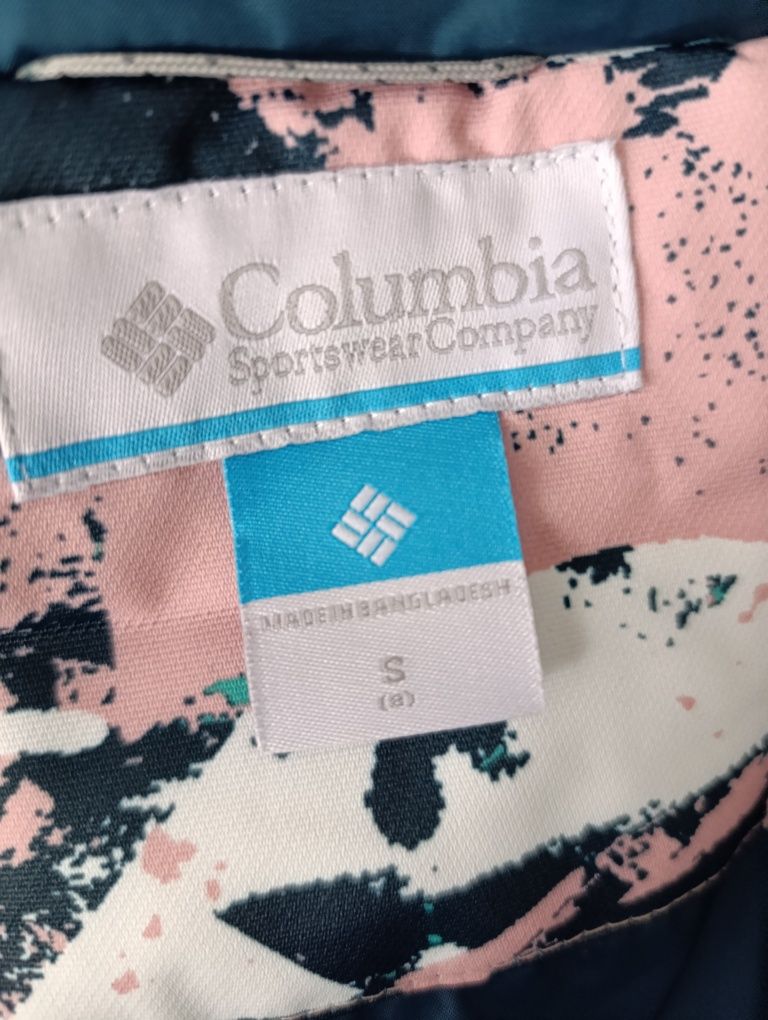 Columbia
Sportswear Company
MADE IN BANGLADESH
S
(8)